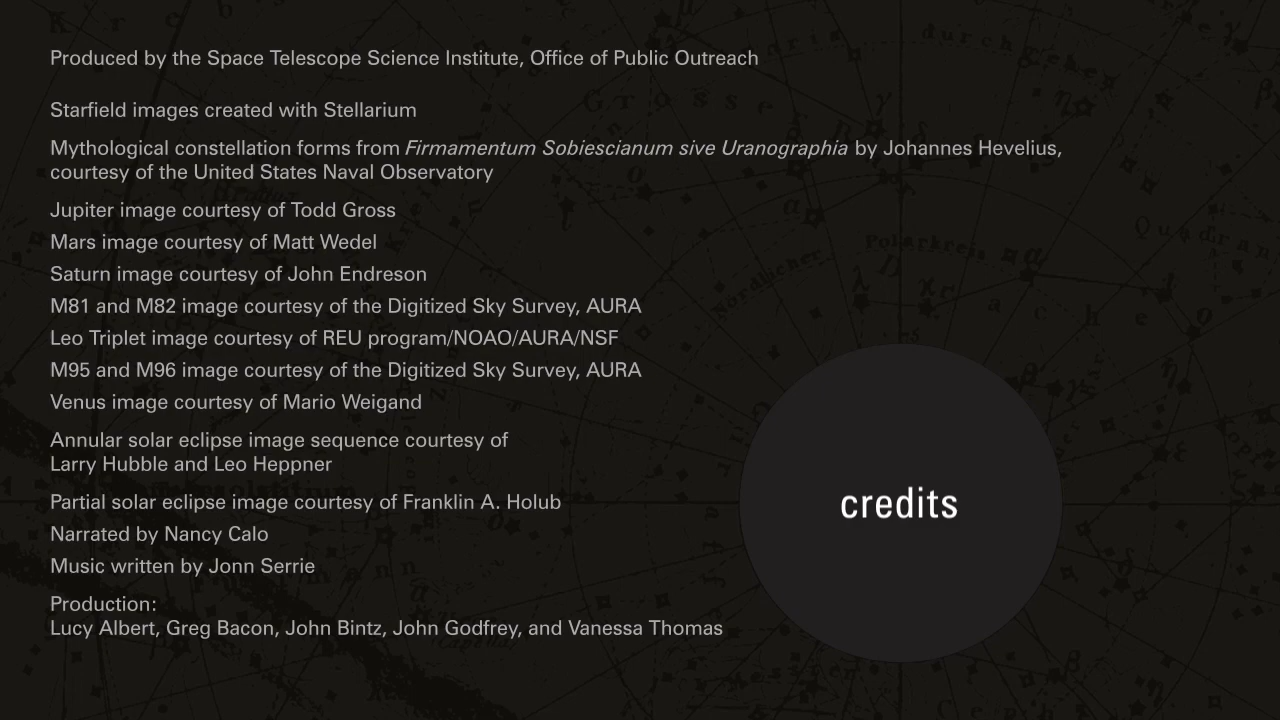 Produced by the Space Telescope Science Institute, Office of Public Outreach
Starfield images created with Stellarium
Mythological constellation forms from Firmamentum Sobiescianum sive Uranographia by Johannes Hevelius,
courtesy of the United States Naval Observatory
Jupiter image courtesy of Todd Gross
Mars image courtesy of Matt Wedel
Saturn image courtesy of John Endreson
M81 and M82 image courtesy of the Digitized Sky Survey, AURA
Leo Triplet image courtesy of REU program/NOAO/AURA/NSF
M95 and M96 image courtesy of the Digitized Sky Survey, AURA
Venus image courtesy of Mario Weigand
Annular solar eclipse image sequence courtesy of
Larry Hubble and Leo Heppner
Partial solar eclipse image courtesy of Franklin A. Holub
Narrated by Nancy Calo
Music written by Jonn Serrie
Production:
Lucy Albert, Greg Bacon, John Bintz, John Godfrey, and Vanessa Thomas
credits
durch
Grosse
Polarkreis
Nordlicher
Drache